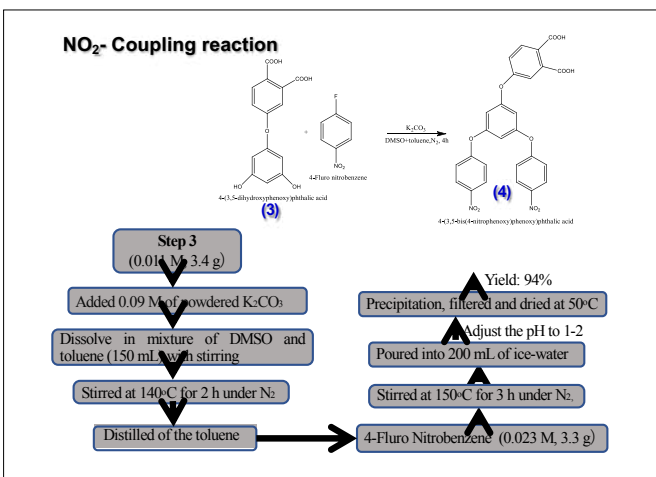 NO₂- Coupling reaction
COOH
COOH
O
HO
OH
4-(3,5-dihydroxyphenoxy)phthalic acid
(3)
+
F
NO₂
4-Fluro nitrobenzene
K₂CO₃
DMSO+toluene,N₂, 4h
COOH
COOH
O
O
O
NO₂
NO₂
(4)
4-(3,5-bis(4-nitrophenoxy)phenoxy)phthalic acid
Step 3
(0.011 M, 3.4 g)
Added 0.09 M of powdered K₂CO₃
Dissolve in mixture of DMSO and
toluene (150 mL) with stirring
Stirred at 140ᵒC for 2 h under N₂
Distilled of the toluene
4-Fluro Nitrobenzene (0.023 M, 3.3 g)
Stirred at 150ᵒC for 3 h under N₂,
Poured into 200 mL of ice-water
Adjust the pH to 1-2
Precipitation, filtered and dried at 50ᵒC
Yield: 94%